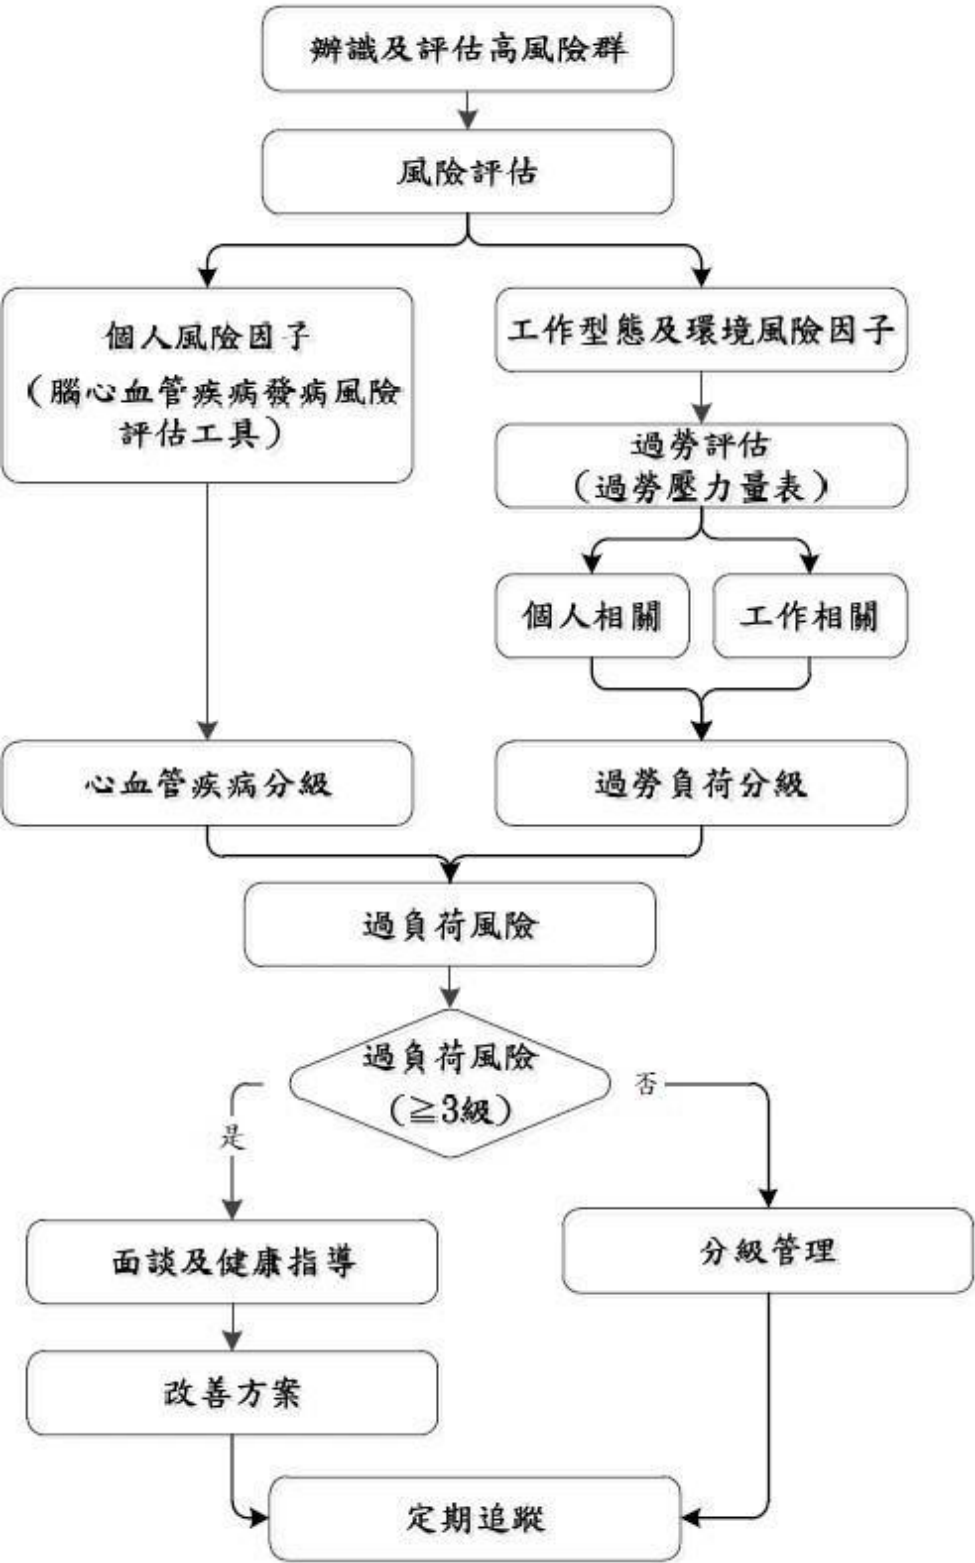 辦識及評估高風險群
風險評估
個人風險因子
（腦心血管疾病發病風險
評估工具）
工作型態及環境風險因子
過勞評估
（過勞壓力量表）
個人相關
工作相關
心血管疾病分級
過勞負荷分級
過負荷風險
過負荷風險
（≧3級）
是
否
面談及健康指導
分級管理
改善方案
定期追蹤